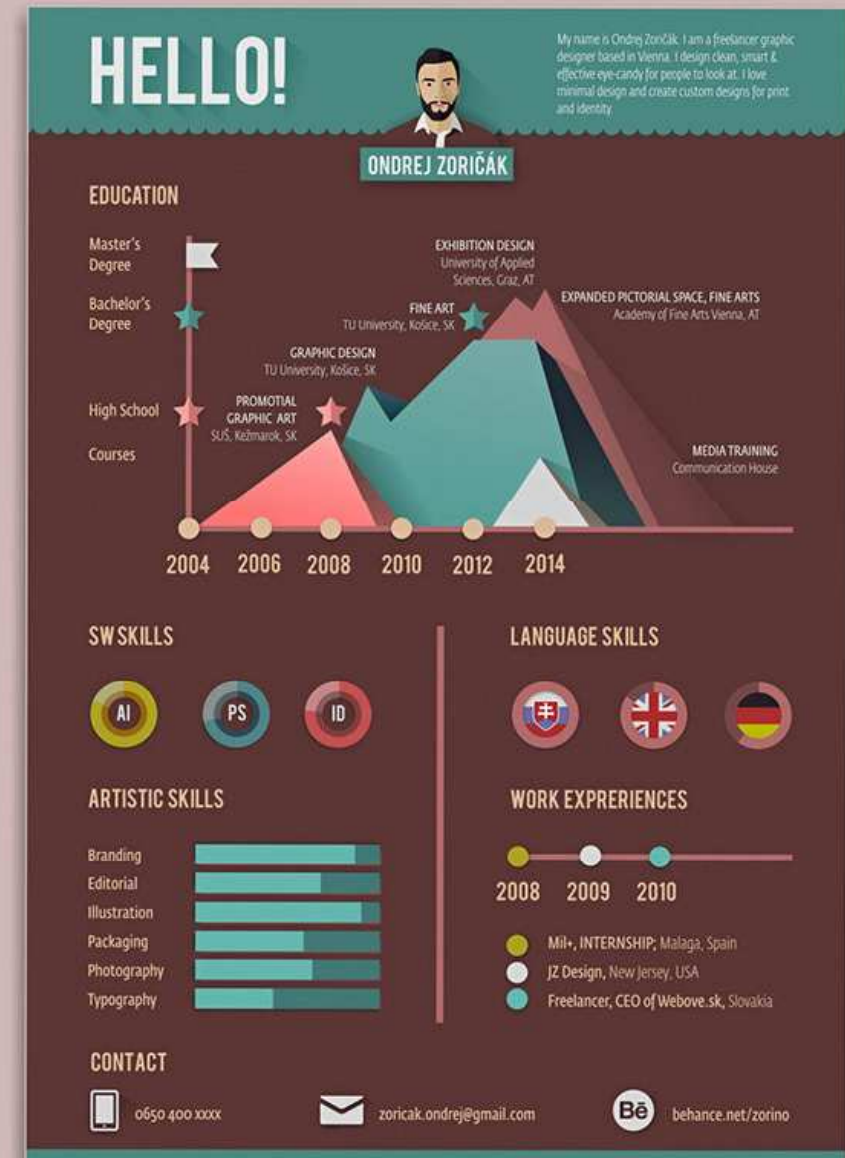 HELLO!
My name is Ondrej Zoričák. I am a freelancer graphic
designer based in Vienna. I design clean, smart &
effective eye-candy for people to look at. I love
minimal design and create custom designs for print
and identity.
ONDREJ ZORIČÁK
EDUCATION
Master's
Degree
Bachelor's
Degree
High School
Courses
EXHIBITION DESIGN
University of Applied
Sciences, Graz, AT
EXPANDED PICTORIAL SPACE, FINE ARTS
Academy of Fine Arts Vienna, AT
FINE ART
TU University, Košice, SK
GRAPHIC DESIGN
TU University, Košice, SK
PROMOTIAL
GRAPHIC ART
SUŠ, Kežmarok, SK
MEDIA TRAINING
Communication House
2004 2006 2008 2010 2012 2014
SW SKILLS
AI PS ID
LANGUAGE SKILLS
ARTISTIC SKILLS
Branding
Editorial
Illustration
Packaging
Photography
Typography
WORK EXPRERIENCES
2008 2009 2010
Mil+, INTERNSHIP; Malaga, Spain
JZ Design, New Jersey, USA
Freelancer, CEO of Webove.sk, Slovakia
CONTACT
0650 400 xxxx
zoricak.ondrej@gmail.com
Bē behance.net/zorino